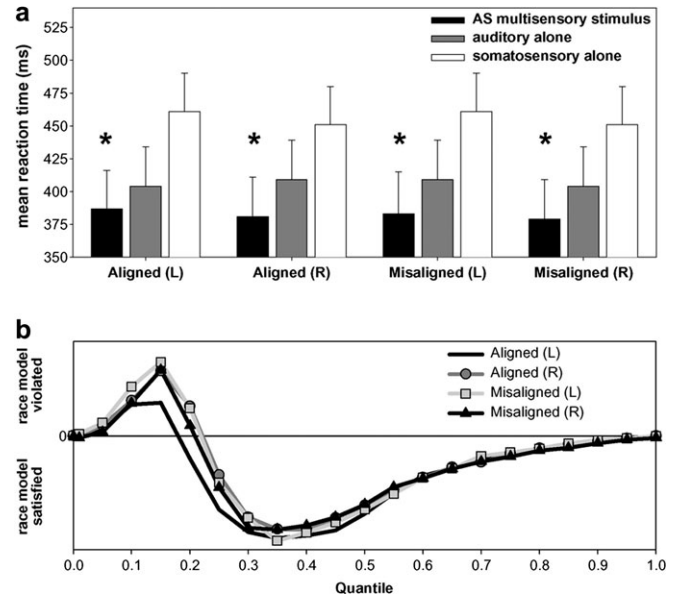 a
mean reaction time (ms)
525
500
475
450
425
400
375
350
AS multisensory stimulus
auditory alone
somatosensory alone
*
*
*
*
Aligned (L)
Aligned (R)
Misaligned (L)
Misaligned (R)
b
race model
violated
0
race model
satisfied
Aligned (L)
Aligned (R)
Misaligned (L)
Misaligned (R)
0.0
0.1
0.2
0.3
0.4
0.5
0.6
0.7
0.8
0.9
1.0
Quantile